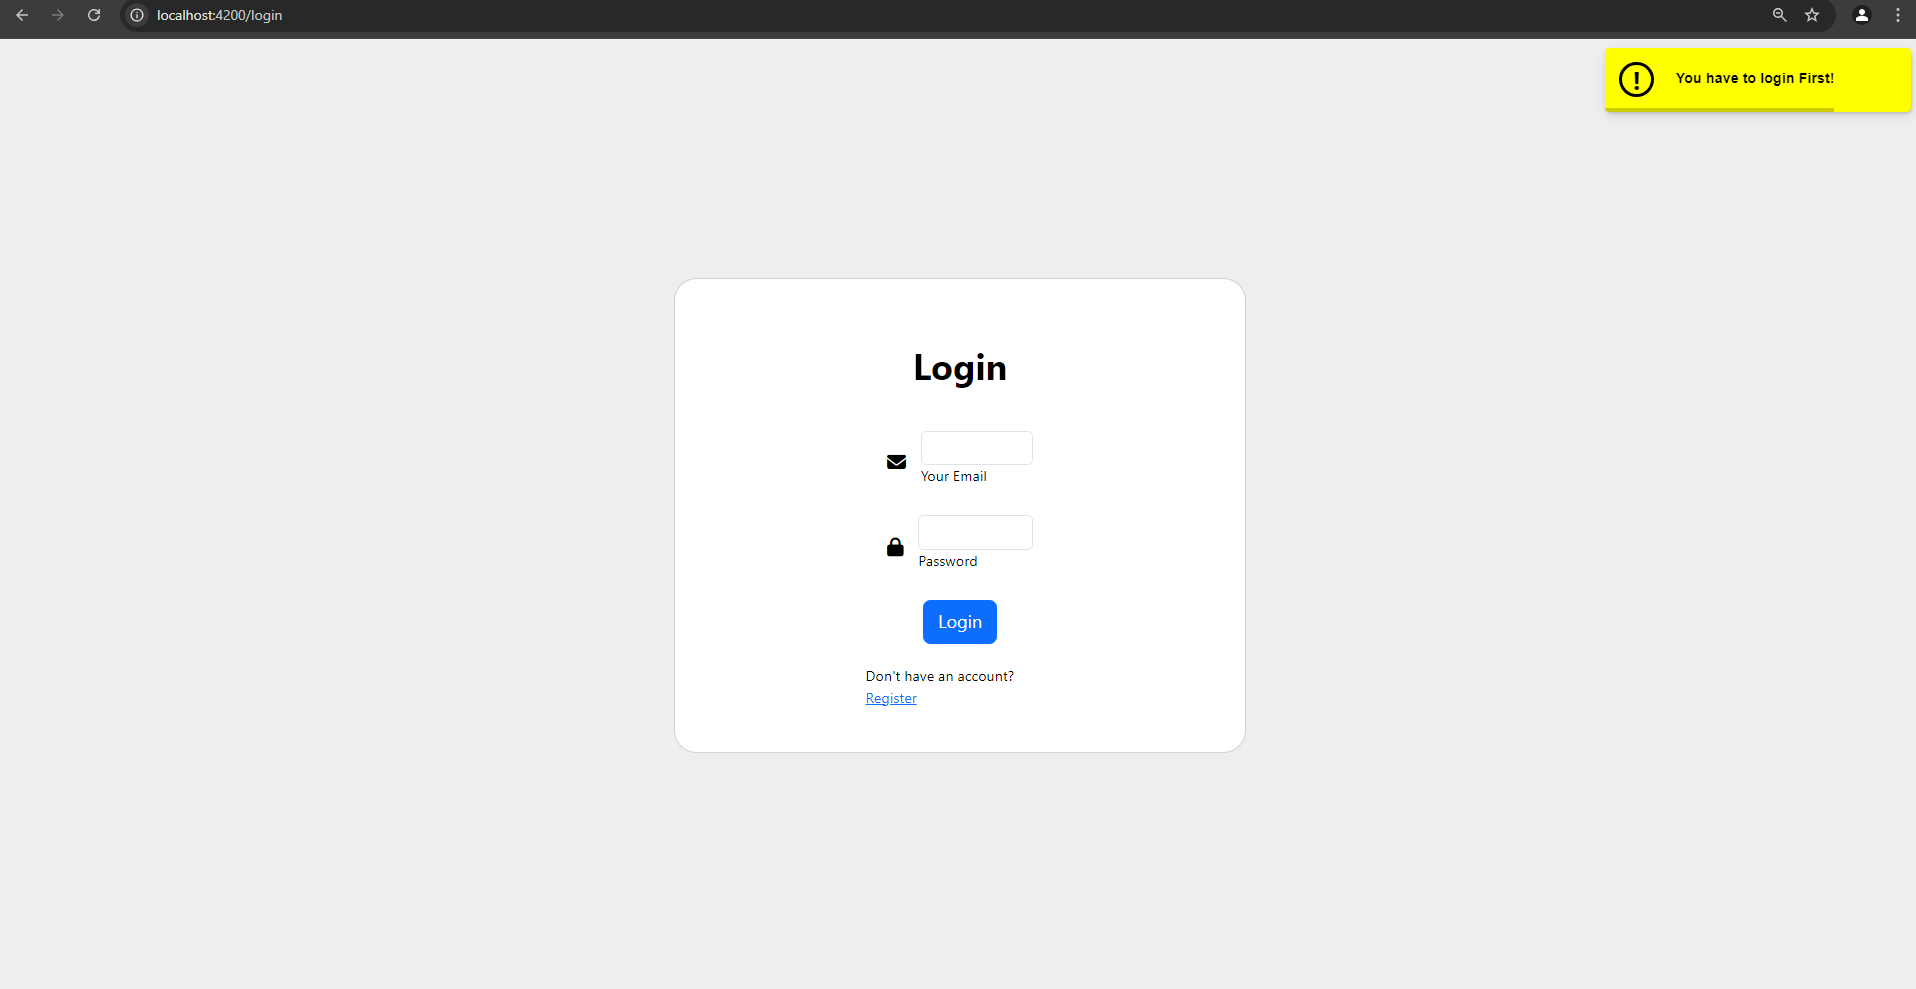 localhost:4200/login
You have to login First!
Login
Your Email
Password
Login
Don't have an account?
Register